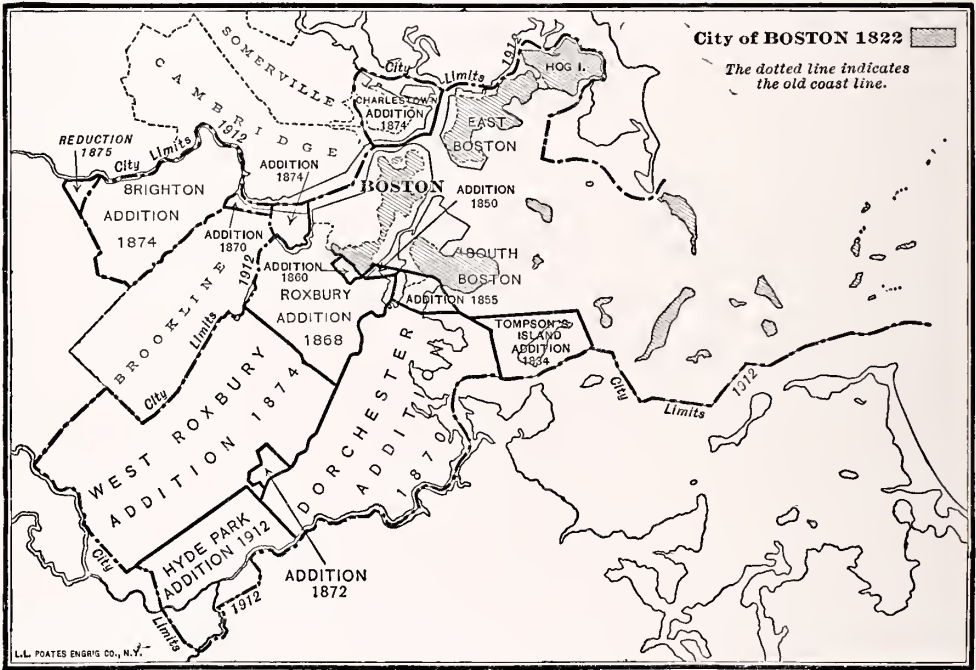 City of BOSTON 1822
The dotted line indicates
the old coast line.
SOMERVILLE
CAMBRIDGE
1912
City Limits
1912
HOG I.
CHARLESTOWN
ADDITION
1874
EAST
BOSTON
REDUCTION
1875
City Limits
BRIGHTON
ADDITION
1874
ADDITION
1874
BOSTON
ADDITION
1850
ADDITION
1870
SOUTH
BOSTON
ADDITION
1860
ROXBURY
ADDITION
1868
ADDITION 1855
TOMPSON'S
ISLAND
ADDITION
1834
BROOKLINE
1912
Limits
City
WEST ROXBURY
ADDITION 1874
DORCHESTER
ADDITION
1870
City
Limits
1912
HYDE PARK
ADDITION 1912
ADDITION
1872
City
Limits
1912
L.L. POATES ENGR'G CO., N.Y.